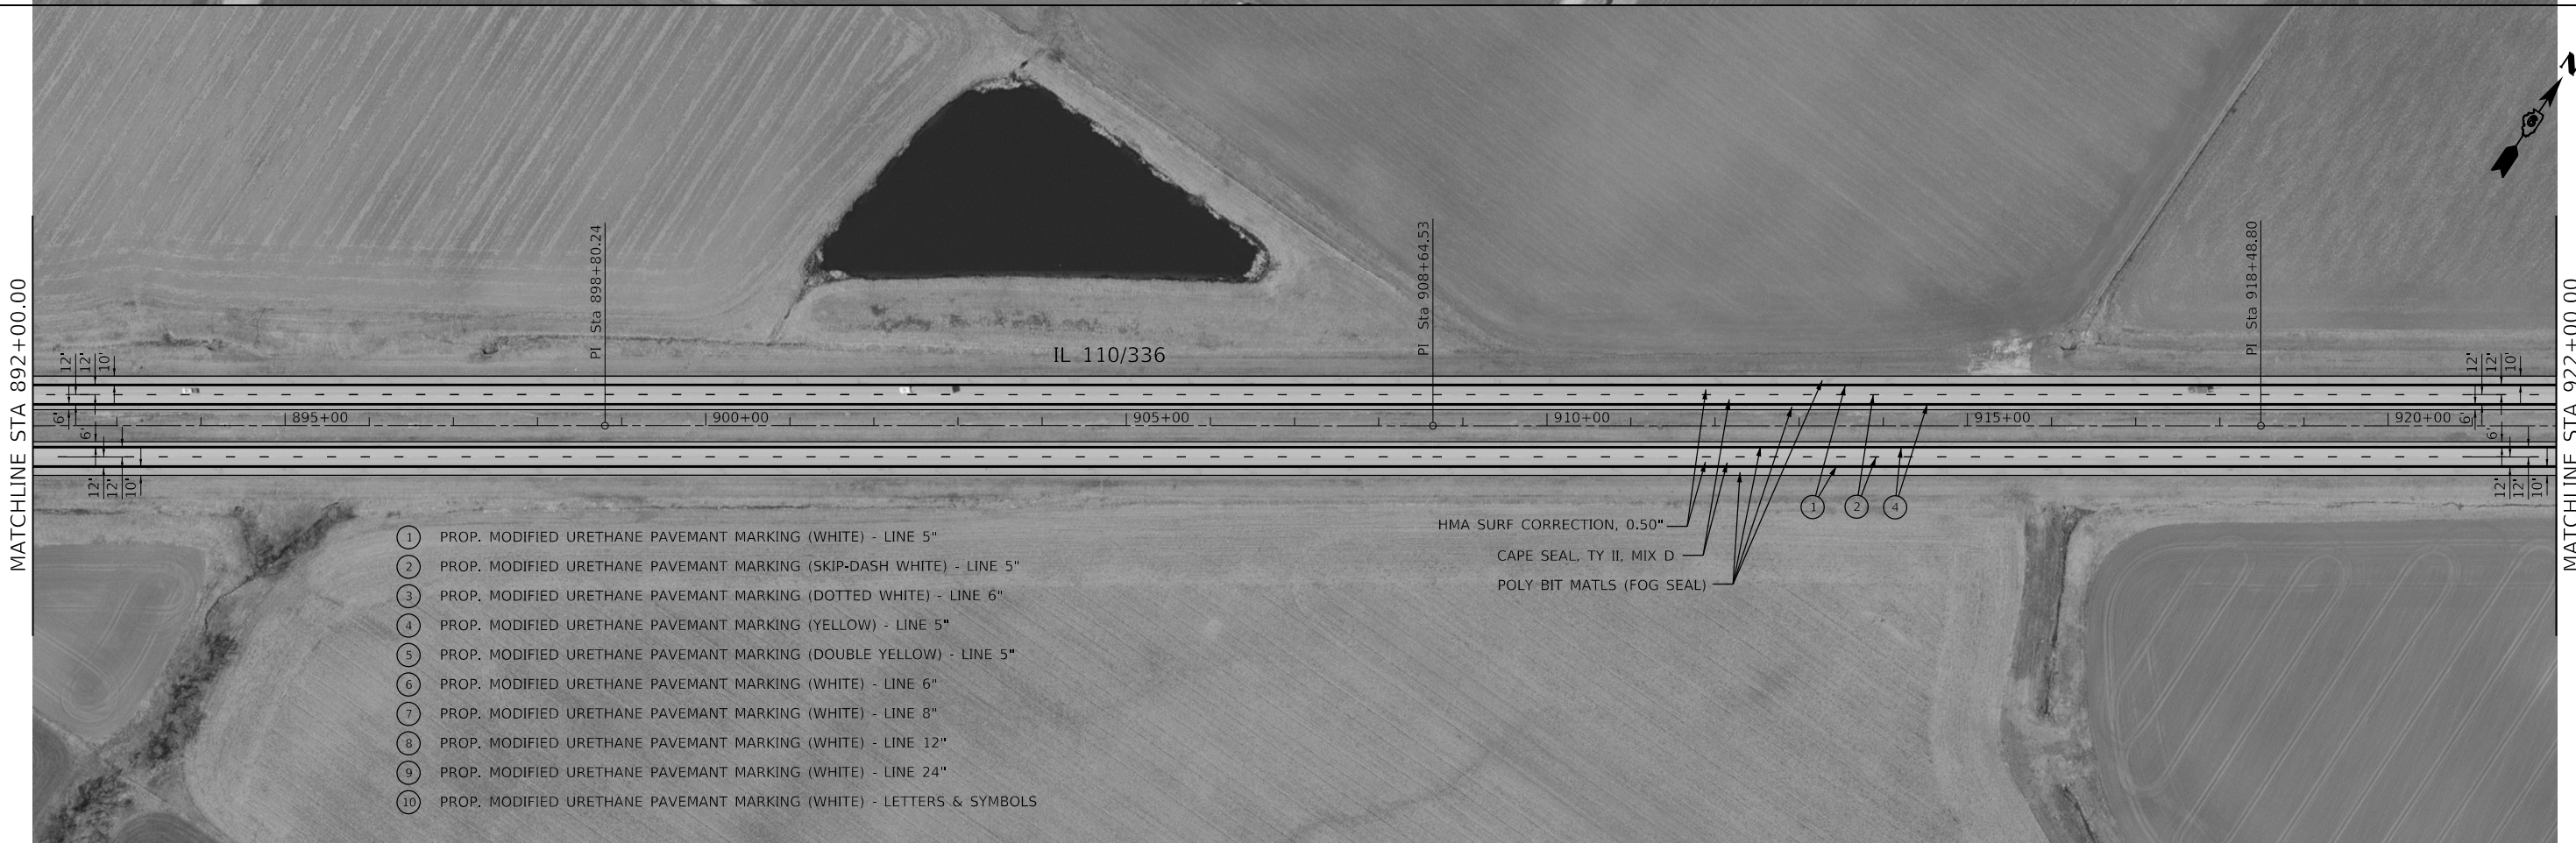 N
MATCHLINE STA 892+00.00
MATCHLINE STA 922+00.00
PI Sta 898+80.24
PI Sta 908+64.53
PI Sta 918+48.80
IL 110/336
12' 12' 10'
12' 12' 10'
6'
6'
895+00
900+00
905+00
910+00
915+00
920+00
6'
6'
12' 12' 10'
12' 12' 10'
1 2 4
HMA SURF CORRECTION, 0.50"
CAPE SEAL, TY II, MIX D
POLY BIT MATLS (FOG SEAL)
1 PROP. MODIFIED URETHANE PAVEMANT MARKING (WHITE) - LINE 5"
2 PROP. MODIFIED URETHANE PAVEMANT MARKING (SKIP-DASH WHITE) - LINE 5"
3 PROP. MODIFIED URETHANE PAVEMANT MARKING (DOTTED WHITE) - LINE 6"
4 PROP. MODIFIED URETHANE PAVEMANT MARKING (YELLOW) - LINE 5"
5 PROP. MODIFIED URETHANE PAVEMANT MARKING (DOUBLE YELLOW) - LINE 5"
6 PROP. MODIFIED URETHANE PAVEMANT MARKING (WHITE) - LINE 6"
7 PROP. MODIFIED URETHANE PAVEMANT MARKING (WHITE) - LINE 8"
8 PROP. MODIFIED URETHANE PAVEMANT MARKING (WHITE) - LINE 12"
9 PROP. MODIFIED URETHANE PAVEMANT MARKING (WHITE) - LINE 24"
10 PROP. MODIFIED URETHANE PAVEMANT MARKING (WHITE) - LETTERS & SYMBOLS